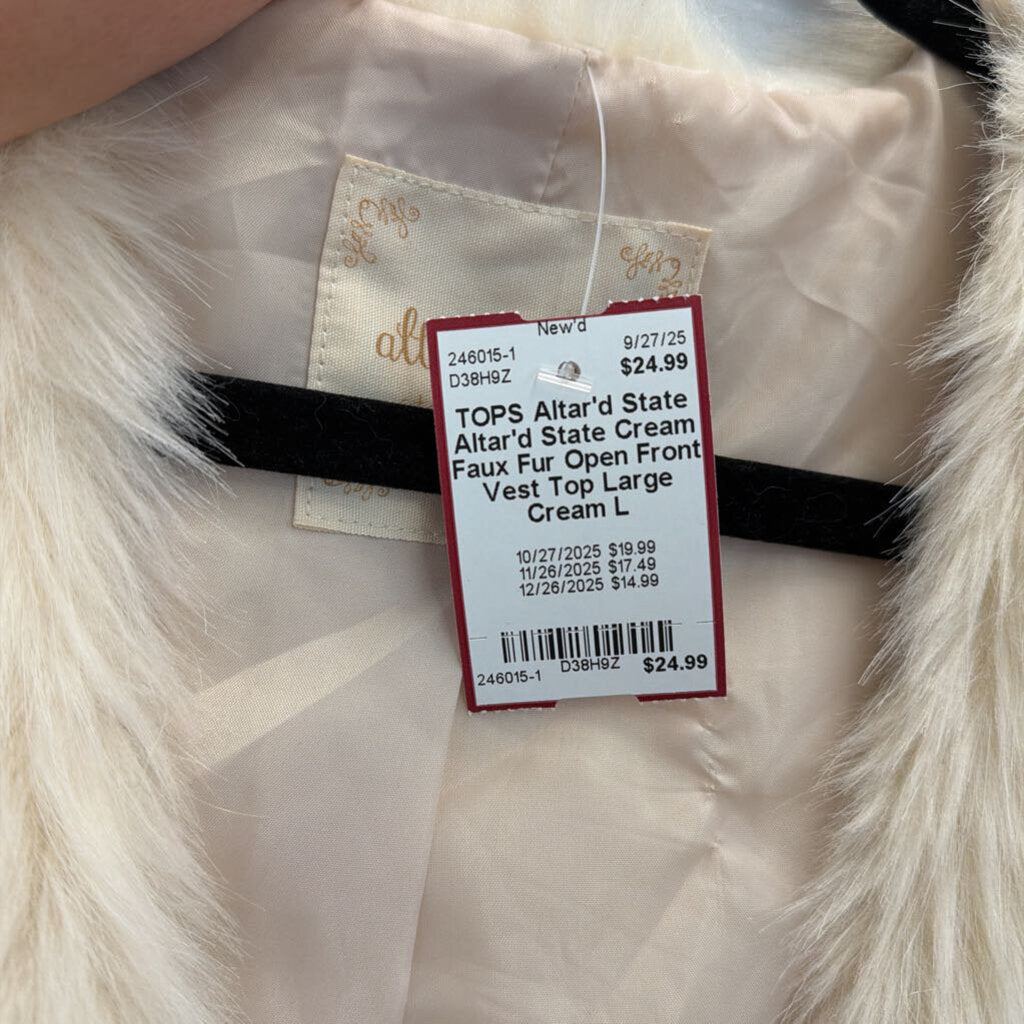 New'd
246015-1
9/27/25
D38H9Z
$24.99
TOPS Altar'd State
Altar'd State Cream
Faux Fur Open Front
Vest Top Large
Cream L
10/27/2025 $19.99
11/26/2025 $17.49
12/26/2025 $14.99
246015-1 D38H9Z $24.99